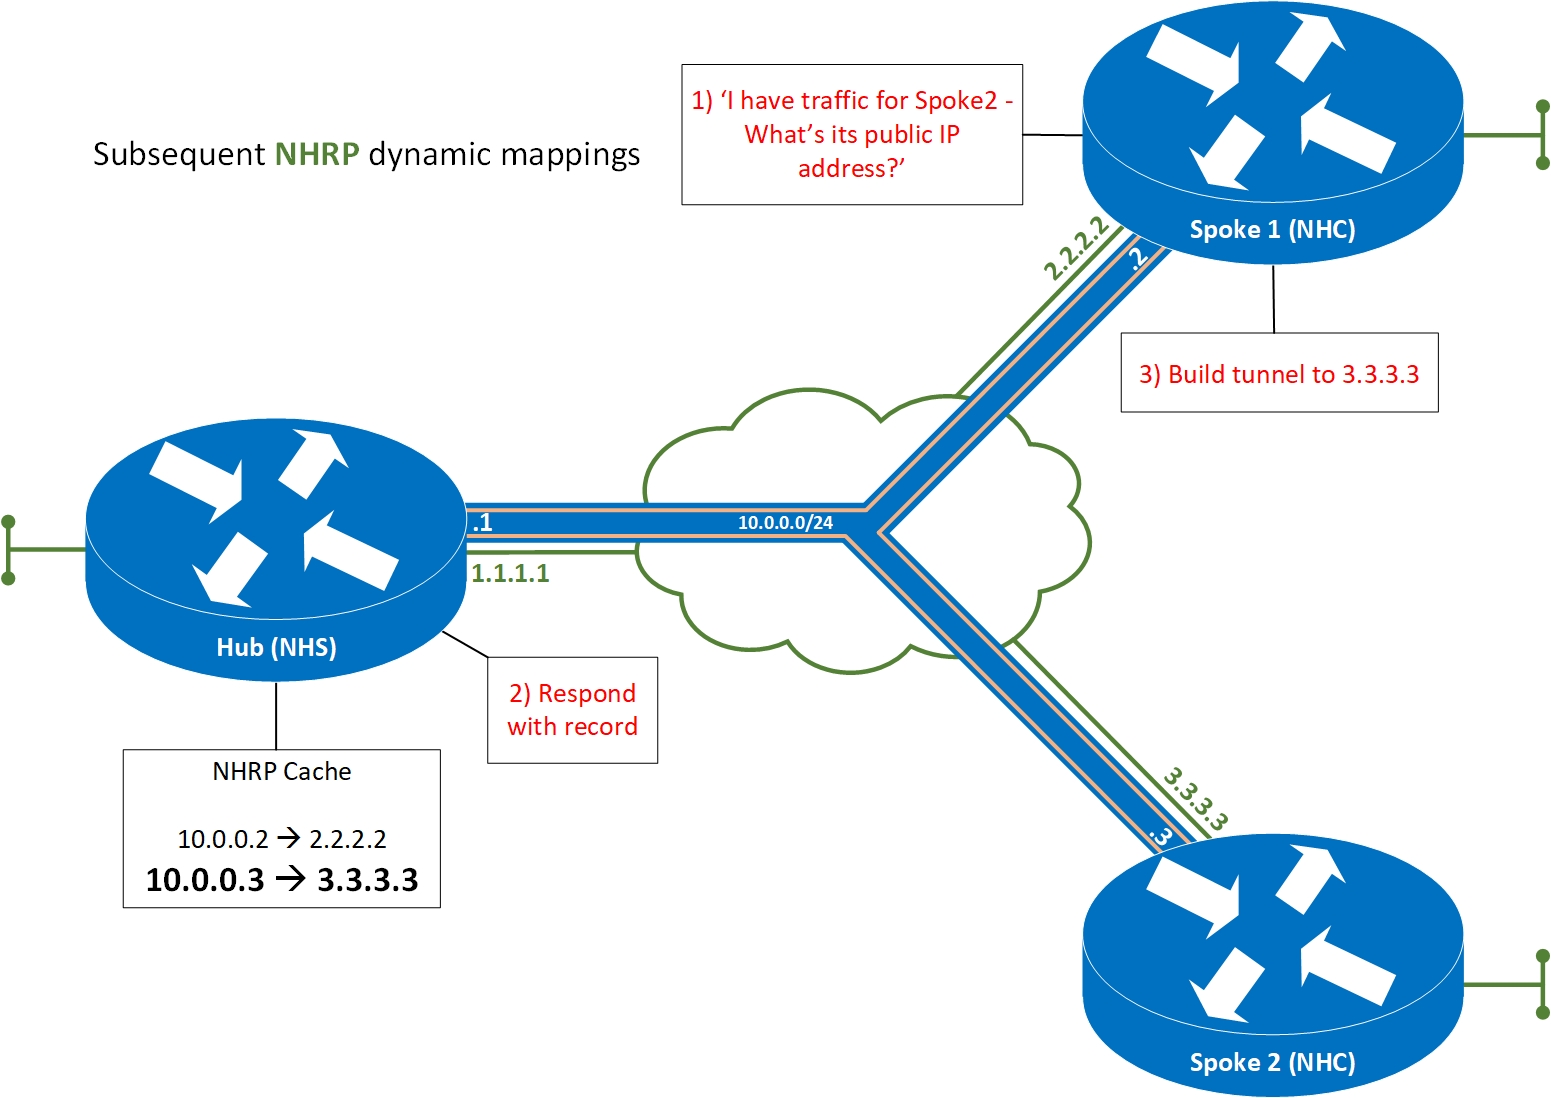 Subsequent NHRP dynamic mappings
1) ‘I have traffic for Spoke2 -
What’s its public IP
address?’
Spoke 1 (NHC)
2.2.2.2
.2
3) Build tunnel to 3.3.3.3
.1
10.0.0.0/24
1.1.1.1
Hub (NHS)
2) Respond
with record
NHRP Cache
10.0.0.2 → 2.2.2.2
10.0.0.3 → 3.3.3.3
3.3.3.3
.3
Spoke 2 (NHC)